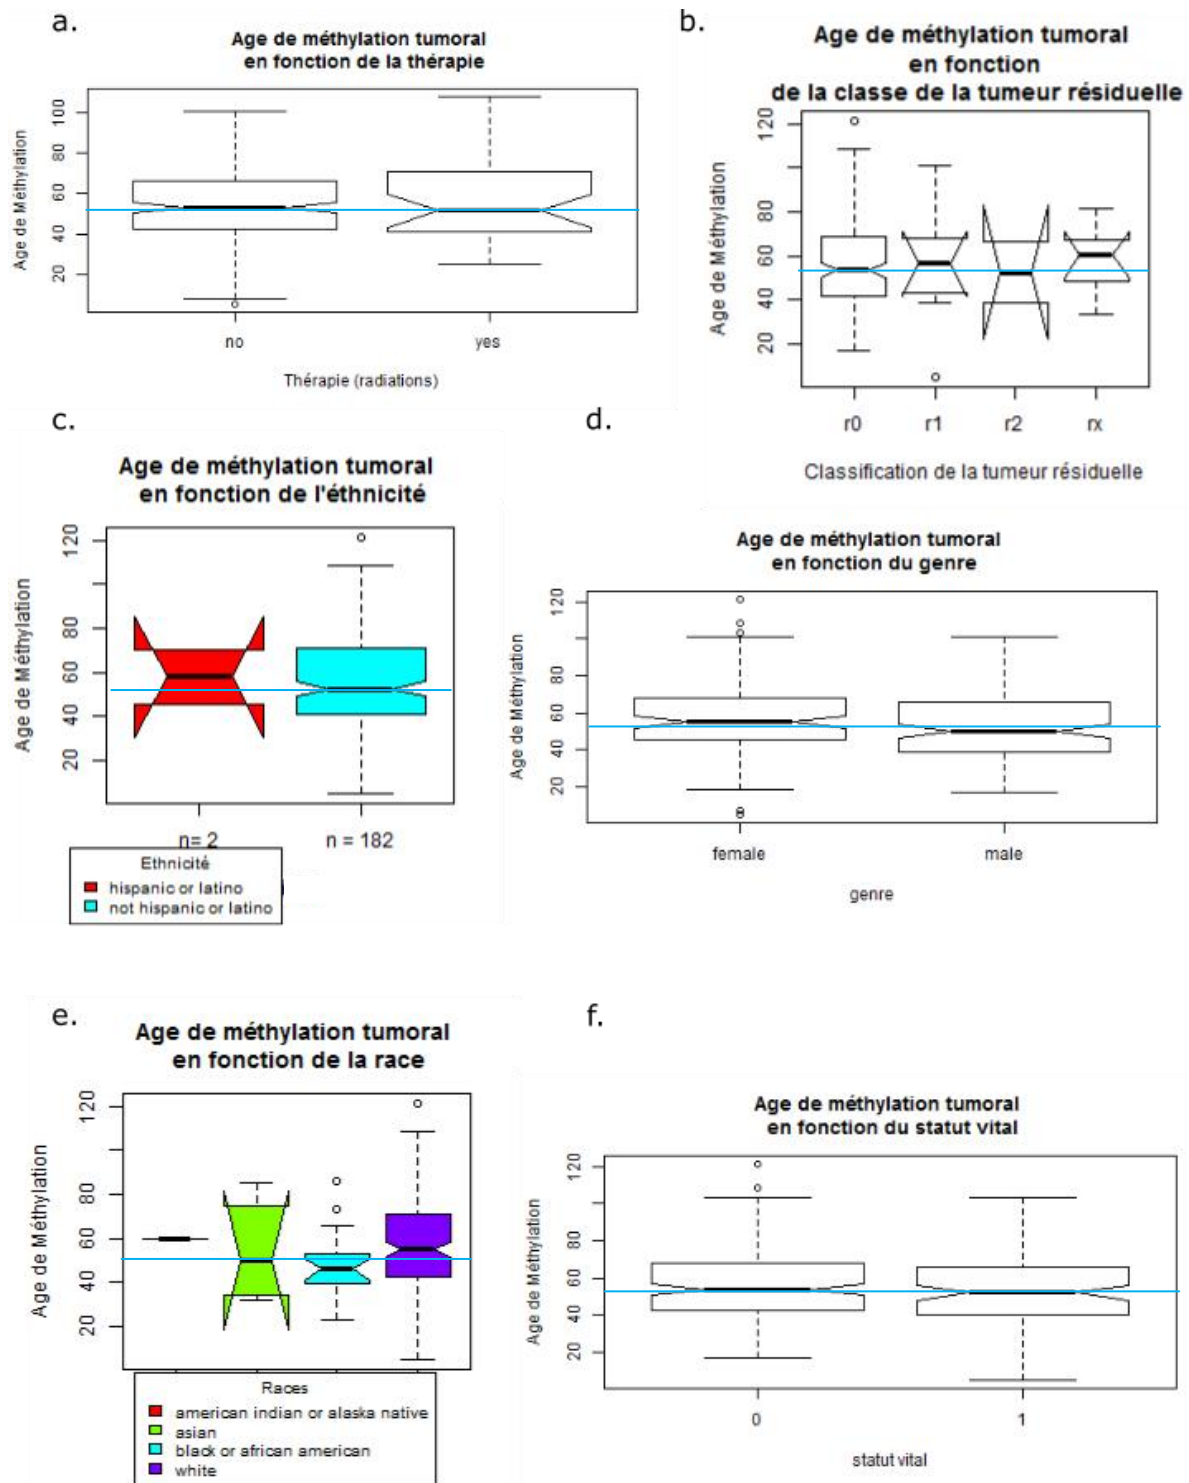 a.
Age de méthylation tumoral
en fonction de la thérapie
Age de Méthylation
100
80
60
40
20
no
yes
Thérapie (radiations)
b.
Age de méthylation tumoral
en fonction
de la classe de la tumeur résiduelle
Age de Méthylation
120
80
60
40
20
r0
r1
r2
rx
Classification de la tumeur résiduelle
c.
Age de méthylation tumoral
en fonction de l'éthnicité
Age de Méthylation
120
80
60
40
20
n= 2
n = 182
Ethnicité
hispanic or latino
not hispanic or latino
d.
Age de méthylation tumoral
en fonction du genre
Age de Méthylation
120
80
60
40
20
female
male
genre
e.
Age de méthylation tumoral
en fonction de la race
Age de Méthylation
120
80
60
40
20
Races
american indian or alaska native
asian
black or african american
white
f.
Age de méthylation tumoral
en fonction du statut vital
Age de Méthylation
120
80
60
40
20
0
1
statut vital